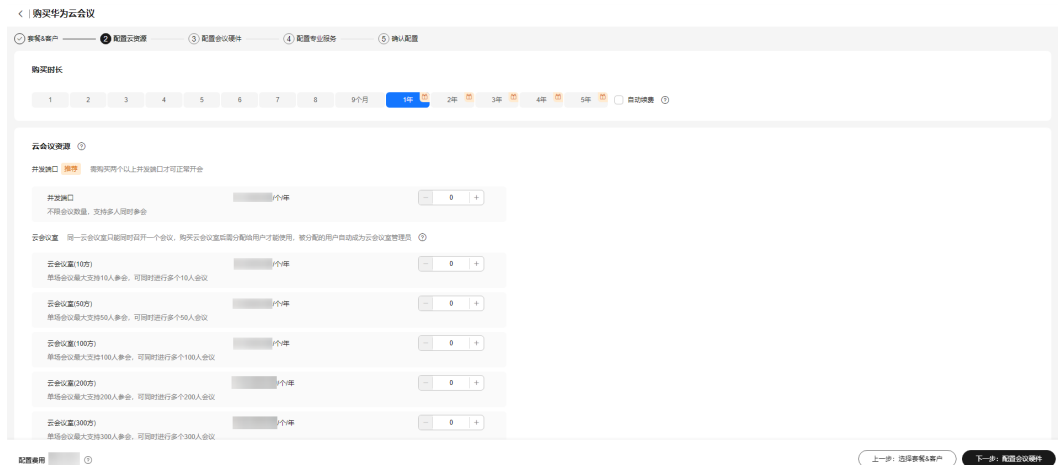 购买华为云会议
套餐&客户 2 配置云资源 3 配置会议硬件 4 配置专业服务 5 确认配置
购买时长
1 2 3 4 5 6 7 8 9个月 1年 2年 3年 4年 5年 自动续费
云会议资源
并发端口 推荐 需购买两个以上并发端口才可正常开会
并发端口 /个/年 0
不限会议数量，支持多人同时参会
云会议室 同一云会议室只能同时召开一个会议，购买云会议室后需分配给用户才能使用，被分配的用户自动成为云会议室管理员
云会议室(10方) /个/年 0
单场会议最大支持10人参会，可同时进行多个10人会议
云会议室(50方) /个/年 0
单场会议最大支持50人参会，可同时进行多个50人会议
云会议室(100方) /个/年 0
单场会议最大支持100人参会，可同时进行多个100人会议
云会议室(200方) /个/年 0
单场会议最大支持200人参会，可同时进行多个200人会议
云会议室(300方) /个/年 0
单场会议最大支持300人参会，可同时进行多个300人会议
配置费用 上一步：选择套餐&客户 下一步：配置会议硬件